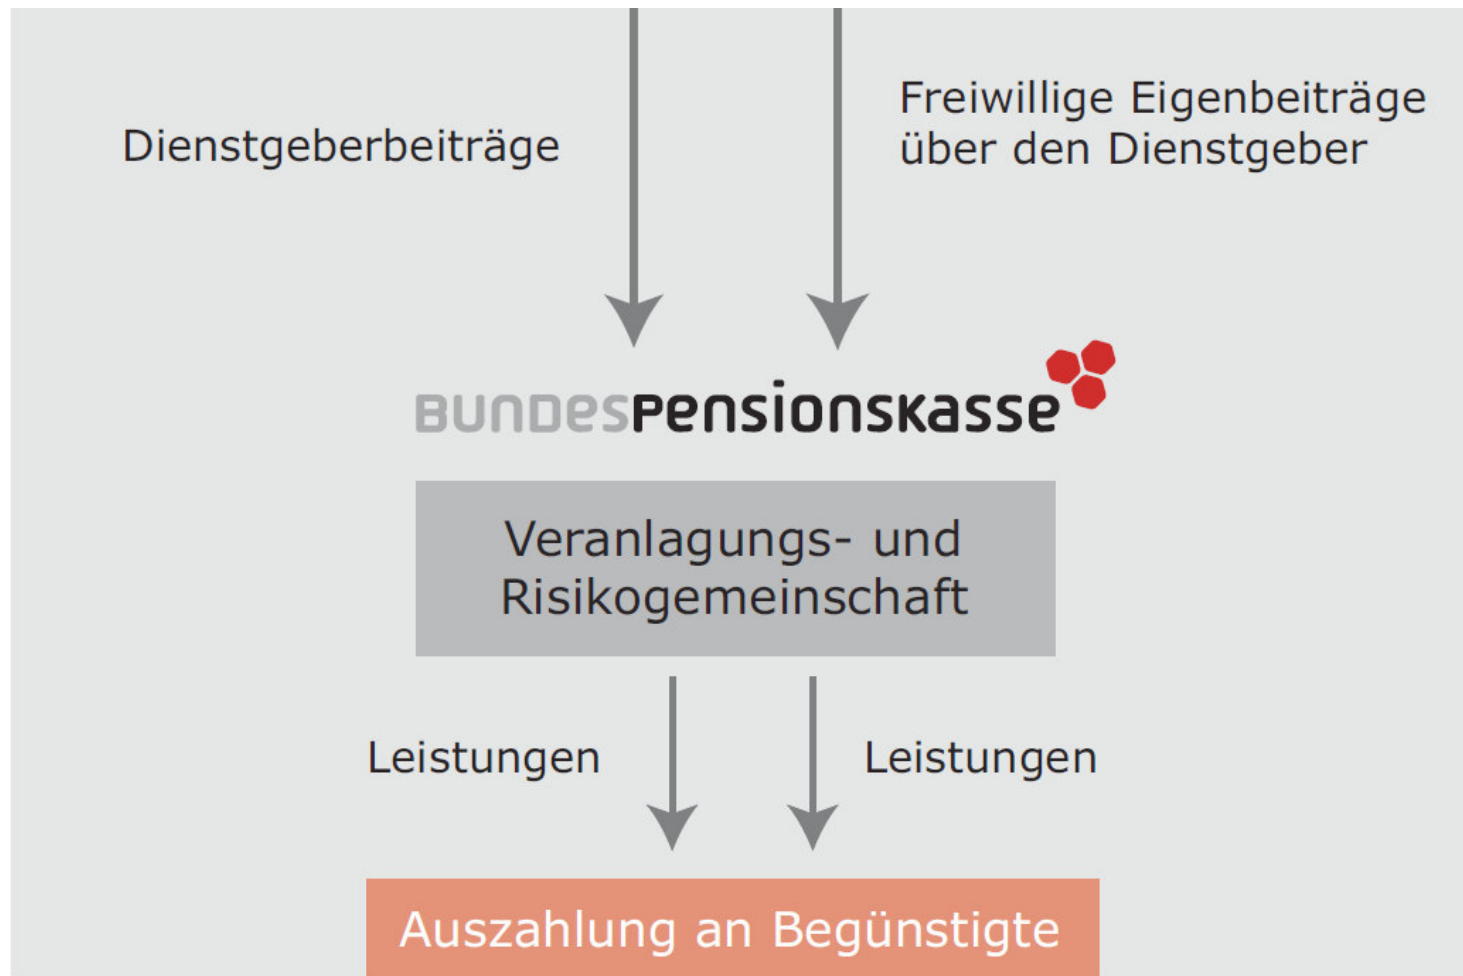 Dienstgeberbeiträge
Freiwillige Eigenbeiträge
über den Dienstgeber
BUNDESPENSIONSKASSE
Veranlagungs- und
Risikogemeinschaft
Leistungen
Leistungen
Auszahlung an Begünstigte